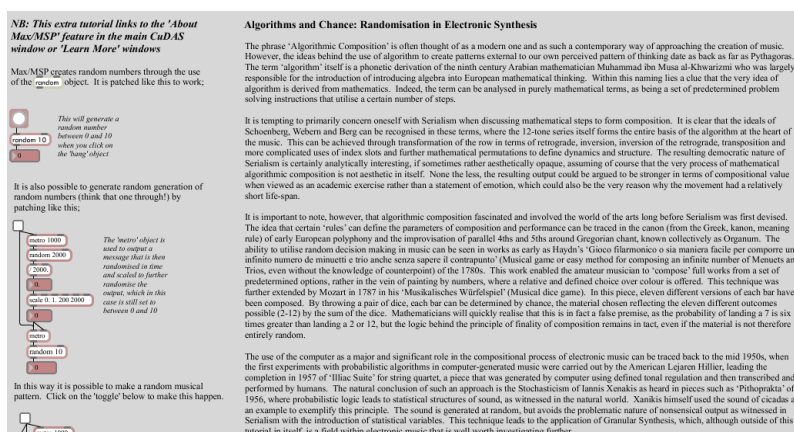 NB: This extra tutorial links to the 'About
Max/MSP' feature in the main CuDAS
window or 'Learn More' windows
Max/MSP creates random numbers through the use
of the random object. It is patched like this to work;
random 10
0
This will generate a
random number
between 0 and 10
when you click on
the 'bang' object
It is also possible to generate random generation of
random numbers (think that one through!) by
patching like this;
metro 1000
random 2000
/ 2000.
0.
scale 0. 1. 200 2000
0
metro
random 10
0
The 'metro' object is
used to output a
message that is then
randomised in time
and scaled to further
randomise the
output, which in this
case is still set to
between 0 and 10
In this way it is possible to make a random musical
pattern. Click on the 'toggle' below to make this happen.
Algorithms and Chance: Randomisation in Electronic Synthesis
The phrase 'Algorithmic Composition' is often thought of as a modern one and as such a contemporary way of approaching the creation of music.
However, the ideas behind the use of algorithm to create patterns external to our own perceived pattern of thinking date as back as far as Pythagoras.
The term 'algorithm' itself is a phonetic derivation of the ninth century Arabian mathematician Muhammad ibn Musa al-Khwarizmi who was largely
responsible for the introduction of introducing algebra into European mathematical thinking. Within this naming lies a clue that the very idea of
algorithm is derived from mathematics. Indeed, the term can be analysed in purely mathematical terms, as being a set of predetermined problem
solving instructions that utilise a certain number of steps.
It is tempting to primarily concern oneself with Serialism when discussing mathematical steps to form composition. It is clear that the ideals of
Schoenberg, Webern and Berg can be recognised in these terms, where the 12-tone series itself forms the entire basis of the algorithm at the heart of
the music. This can be achieved through transformation of the row in terms of retrograde, inversion, inversion of the retrograde, transposition and
more complicated uses of index slots and further mathematical permutations to define dynamics and structure. The resulting democratic nature of
Serialism is certainly analytically interesting, if sometimes rather aesthetically opaque, assuming of course that the very process of mathematical
algorithmic composition is not aesthetic in itself. None the less, the resulting output could be argued to be stronger in terms of compositional value
when viewed as an academic exercise rather than a statement of emotion, which could also be the very reason why the movement had a relatively
short life-span.
It is important to note, however, that algorithmic composition fascinated and involved the world of the arts long before Serialism was first devised.
The idea that certain 'rules' can define the parameters of composition and performance can be traced in the canon (from the Greek, kanon, meaning
rule) of early European polyphony and the improvisation of parallel 4ths and 5ths around Gregorian chant, known collectively as Organum. The
ability to utilise random decision making in music can be seen in works as early as Haydn's 'Gioco filarmonico o sia maniera facile per comporre un
infinito numero de minuetti e trio anche senza sapere il contrapunto' (Musical game or easy method for composing an infinite number of Menuets and
Trios, even without the knowledge of counterpoint) of the 1780s. This work enabled the amateur musician to 'compose' full works from a set of
predetermined options, rather in the vein of painting by numbers, where a relative and defined choice over colour is offered. This technique was
further extended by Mozart in 1787 in his 'Musikalisches Würfelspiel' (Musical dice game). In this piece, eleven different versions of each bar have
been composed. By throwing a pair of dice, each bar can be determined by chance, the material chosen reflecting the eleven different outcomes
possible (2-12) by the sum of the dice. Mathematicians will quickly realise that this is in fact a false premise, as the probability of landing a 7 is six
times greater than landing a 2 or 12, but the logic behind the principle of finality of composition remains in tact, even if the material is not therefore
entirely random.
The use of the computer as a major and significant role in the compositional process of electronic music can be traced back to the mid 1950s, when
the first experiments with probabilistic algorithms in computer-generated music were carried out by the American Lejaren Hillier, leading the
completion in 1957 of 'Illiac Suite' for string quartet, a piece that was generated by computer using defined tonal regulation and then transcribed and
performed by humans. The natural conclusion of such an approach is the Stochasticism of Iannis Xenakis as heard in pieces such as 'Pithoprakta' of
1956, where probabilistic logic leads to statistical structures of sound, as witnessed in the natural world. Xanikis himself used the sound of cicadas as
an example to exemplify this principle. The sound is generated at random, but avoids the problematic nature of nonsensical output as witnessed in
Serialism with the introduction of statistical variables. This technique leads to the application of Granular Synthesis, which, although outside of this
tutorial in itself, is a field within electronic music that is well worth investigating further.